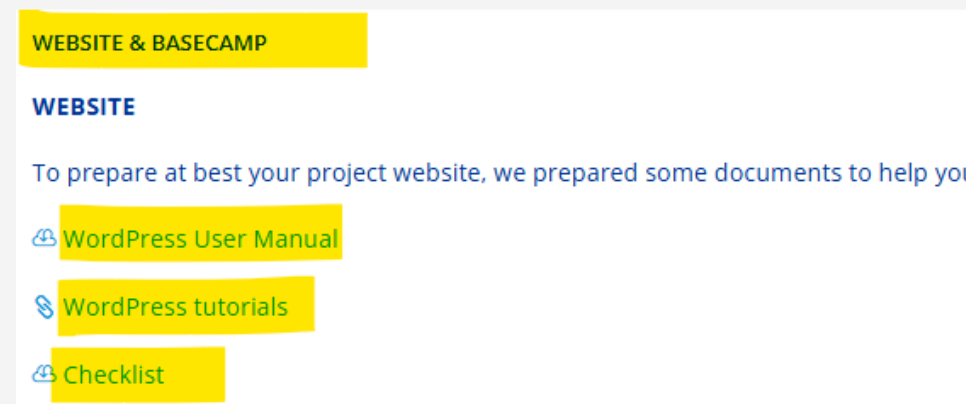 WEBSITE & BASECAMP
WEBSITE
To prepare at best your project website, we prepared some documents to help you
WordPress User Manual
WordPress tutorials
Checklist